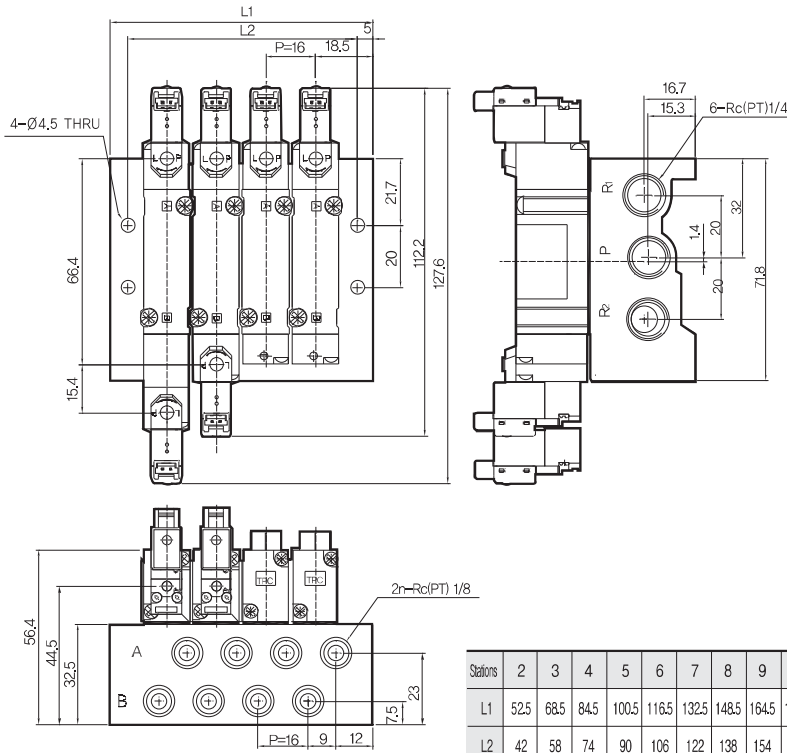 L1
L2
5
P=16
18.5
4-Ø4.5 THRU
66.4
15.4
21.7
20
112.2
127.6
L P
L P
L P
L P
16.7
15.3
6-Rc(PT)1/4
R1
P
R2
1.4
20
20
32
71.8
56.4
44.5
32.5
TPC
TPC
2n-Rc(PT) 1/8
A
B
P=16
9
12
7.5
23
Stations 2 3 4 5 6 7 8 9
L1 52.5 68.5 84.5 100.5 116.5 132.5 148.5 164.5
L2 42 58 74 90 106 122 138 154